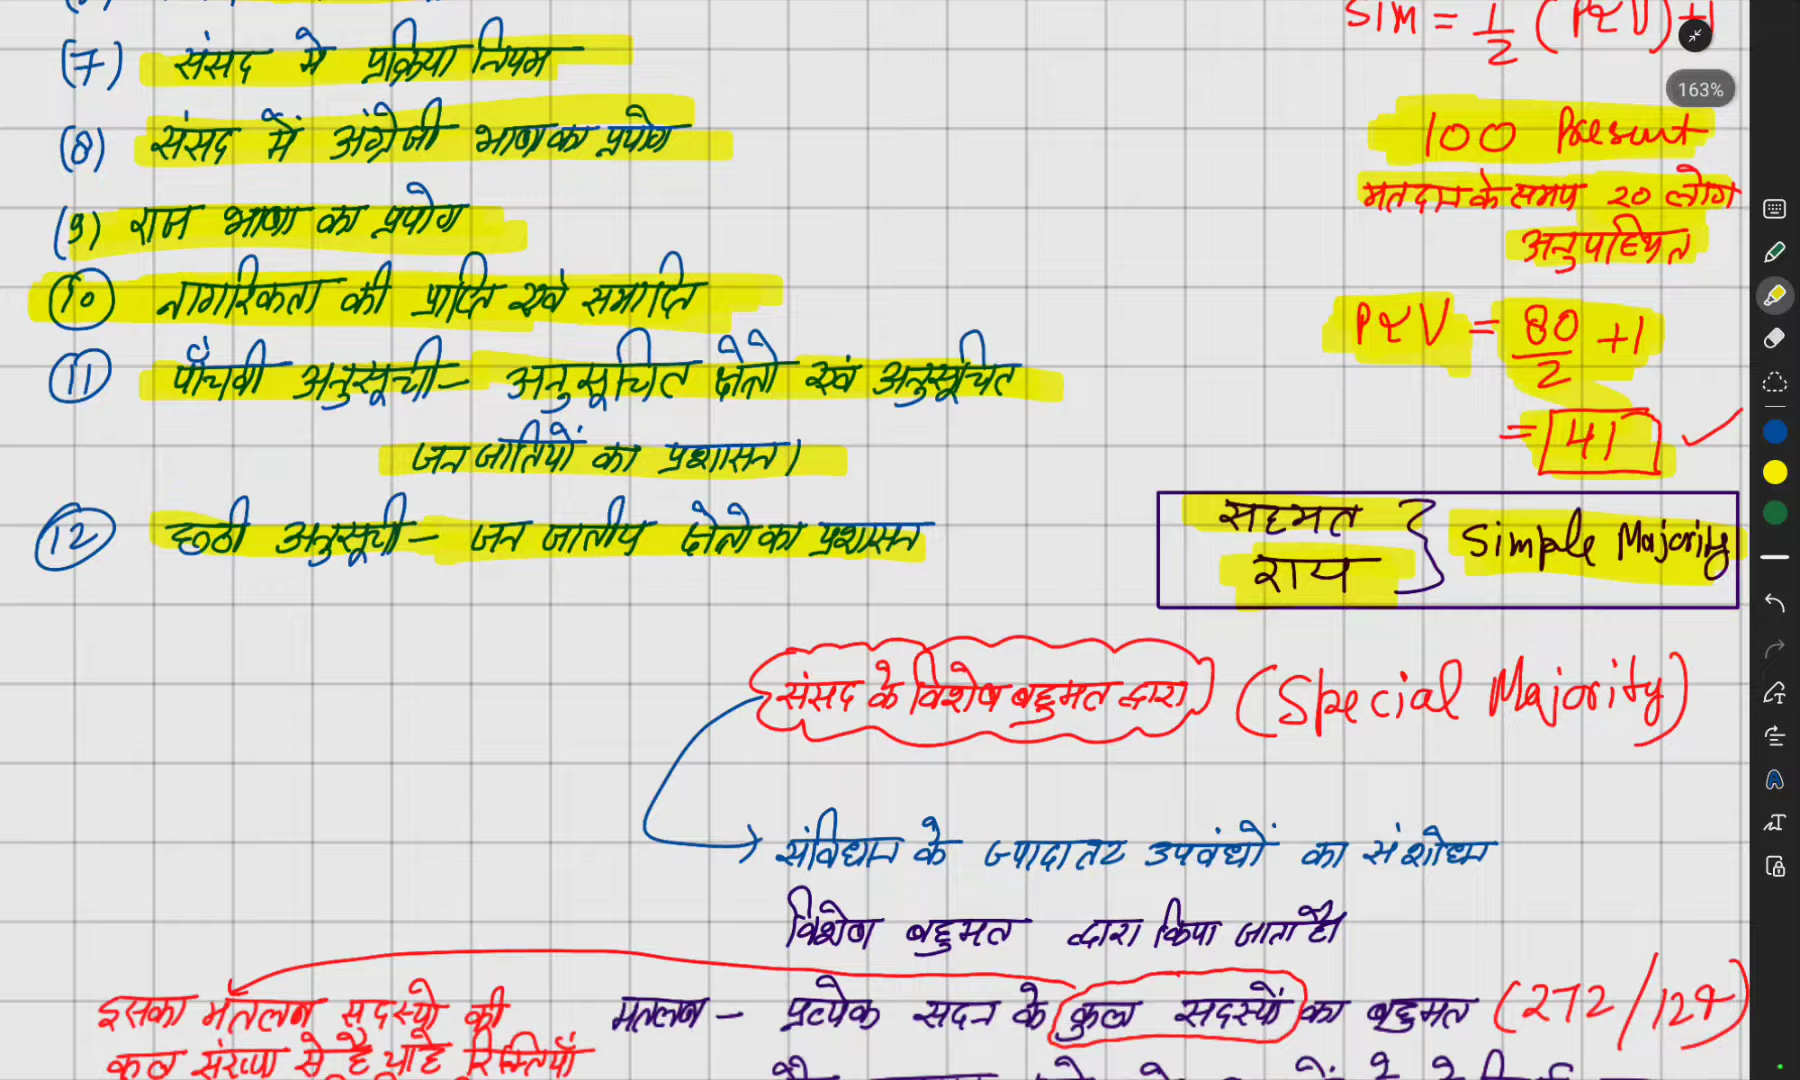 SIM = 1/2 (P&V)+1
163%
(7) संसद मे प्रक्रिया नियम
(8) संसद में अंग्रेजी भाषा का प्रयोग
(9) राज भाषा का प्रयोग
(10) नागरिकता की प्राप्ति एवं समाप्ति
(11) पाँचवी अनुसूची - अनुसूचित क्षेत्रो एवं अनुसूचित
जन जातियों का प्रशासन।
(12) छठी अनुसूची - जन जातीय क्षेत्रो का प्रशासन
100 Present
मतदान के समय 20 लोग
अनुपस्थित
P&V = 80/2 +1
= 41 ✓
सहमत
राय } Simple Majority
संसद के विशेष बहुमत द्वारा (Special Majority)
संविधान के ज्यादातर उपबंधों का संशोधन
विशेष बहुमत द्वारा किया जाता है।
मतलब - प्रत्येक सदन के कुल सदस्यों का बहुमत (272/124)
इसका मतलब सदस्यो की
कुल संख्या से है चाहे रिक्तियाँ